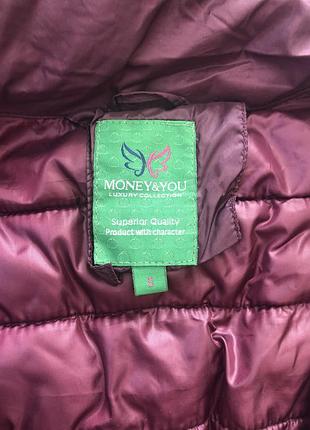 MONEY&YOU
LUXURY COLLECTION
Superior Quality
Product with character